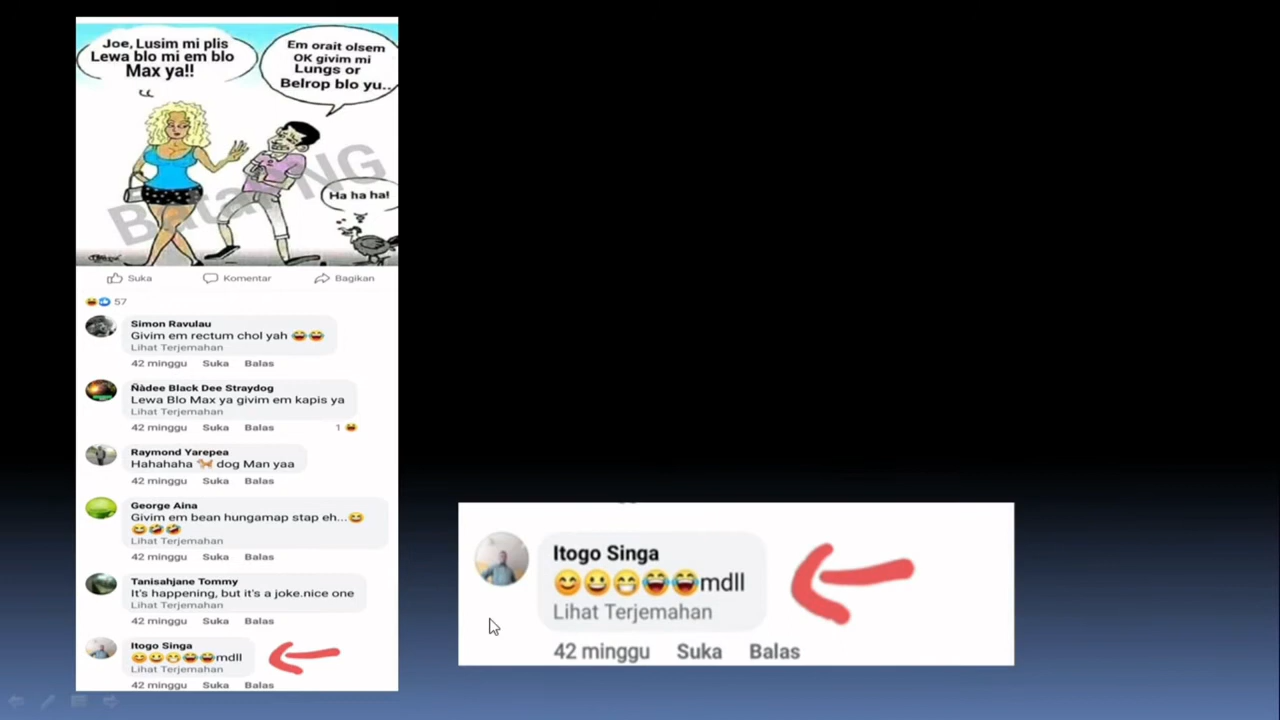 Joe, Lusim mi plis
Lewa blo mi em blo
Max ya!!
Em orait olsem
OK givim mi
Lungs or
Belrop blo yu..
Ha ha ha!
Suka Komentar Bagikan
57
Simon Ravulau
Givim em rectum chol yah 😂😂
Lihat Terjemahan
42 minggu Suka Balas
Ñàdee Black Dee Straydog
Lewa Blo Max ya givim em kapis ya
Lihat Terjemahan
42 minggu Suka Balas 1
Raymond Yarepea
Hahahaha 🐕 dog Man yaa
42 minggu Suka Balas
George Aina
Givim em bean hungamap stap eh...😄
😄🤣🤣
Lihat Terjemahan
42 minggu Suka Balas
Tanisahjane Tommy
It's happening, but it's a joke.nice one
Lihat Terjemahan
42 minggu Suka Balas
Itogo Singa
😊😀😁😂😂mdll
Lihat Terjemahan
42 minggu Suka Balas
Itogo Singa
😊😀😁😂😂mdll
Lihat Terjemahan
42 minggu Suka Balas